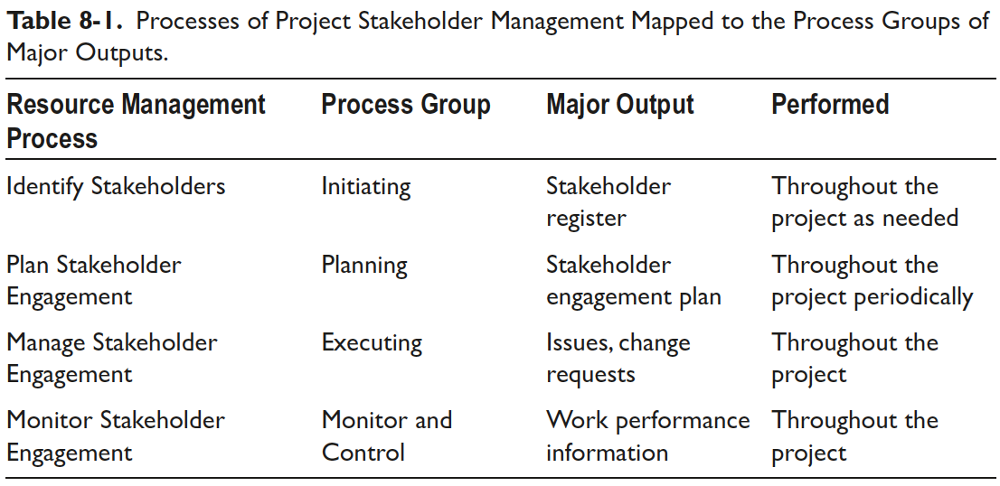 Table 8-1. Processes of Project Stakeholder Management Mapped to the Process Groups of
Major Outputs.
Resource Management
Process
Process Group
Major Output
Performed
Identify Stakeholders
Initiating
Stakeholder
register
Throughout the
project as needed
Plan Stakeholder
Engagement
Planning
Stakeholder
engagement plan
Throughout the
project periodically
Manage Stakeholder
Engagement
Executing
Issues, change
requests
Throughout the
project
Monitor Stakeholder
Engagement
Monitor and
Control
Work performance
information
Throughout the
project